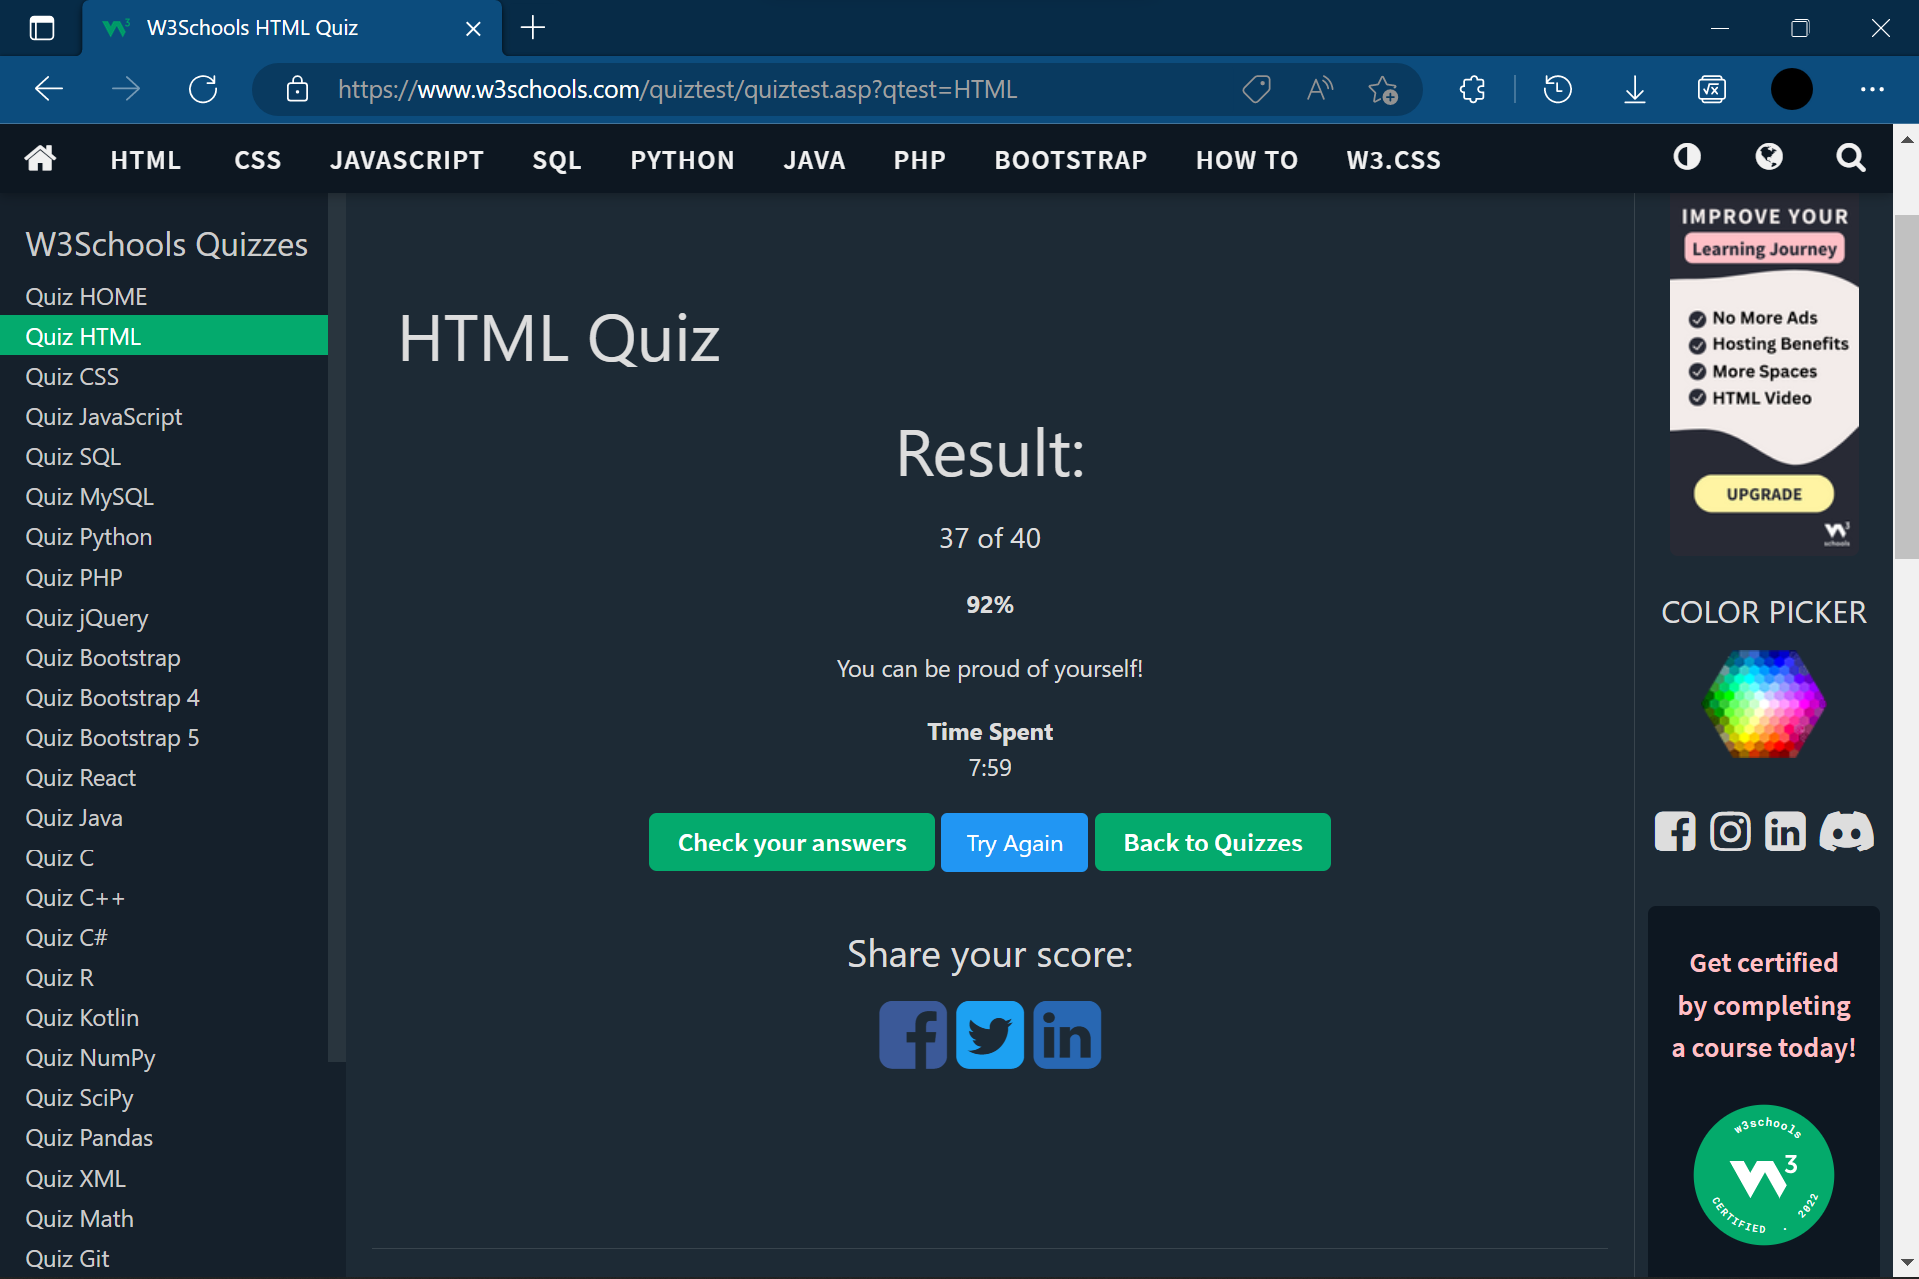 W3Schools HTML Quiz
https://www.w3schools.com/quiztest/quiztest.asp?qtest=HTML
HTML CSS JAVASCRIPT SQL PYTHON JAVA PHP BOOTSTRAP HOW TO W3.CSS
W3Schools Quizzes
Quiz HOME
Quiz HTML
Quiz CSS
Quiz JavaScript
Quiz SQL
Quiz MySQL
Quiz Python
Quiz PHP
Quiz jQuery
Quiz Bootstrap
Quiz Bootstrap 4
Quiz Bootstrap 5
Quiz React
Quiz Java
Quiz C
Quiz C++
Quiz C#
Quiz R
Quiz Kotlin
Quiz NumPy
Quiz SciPy
Quiz Pandas
Quiz XML
Quiz Math
Quiz Git
HTML Quiz
Result:
37 of 40
92%
You can be proud of yourself!
Time Spent
7:59
Check your answers Try Again Back to Quizzes
Share your score:
IMPROVE YOUR
Learning Journey
No More Ads
Hosting Benefits
More Spaces
HTML Video
UPGRADE
W3
schools
COLOR PICKER
Get certified
by completing
a course today!
w3schools
W3
CERTIFIED . 2022